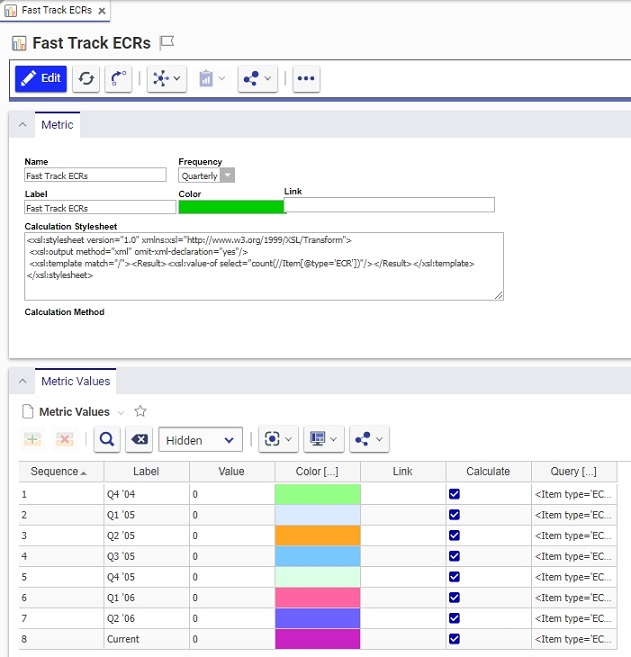 Fast Track ECRs
Fast Track ECRs
Edit
Metric
Name Frequency
Fast Track ECRs Quarterly
Label Color Link
Fast Track ECRs
Calculation Stylesheet
<xsl:stylesheet version="1.0" xmlns:xsl="http://www.w3.org/1999/XSL/Transform">
<xsl:output method="xml" omit-xml-declaration="yes"/>
<xsl:template match="/"><Result><xsl:value-of select="count(//Item[@type='ECR'])"/></Result></xsl:template>
</xsl:stylesheet>
Calculation Method
Metric Values
Metric Values
Hidden
Sequence Label Value Color [...] Link Calculate Query [...]
1 Q4 '04 0 <Item type='EC...
2 Q1 '05 0 <Item type='EC...
3 Q2 '05 0 <Item type='EC...
4 Q3 '05 0 <Item type='EC...
5 Q4 '05 0 <Item type='EC...
6 Q1 '06 0 <Item type='EC...
7 Q2 '06 0 <Item type='EC...
8 Current 0 <Item type='EC...